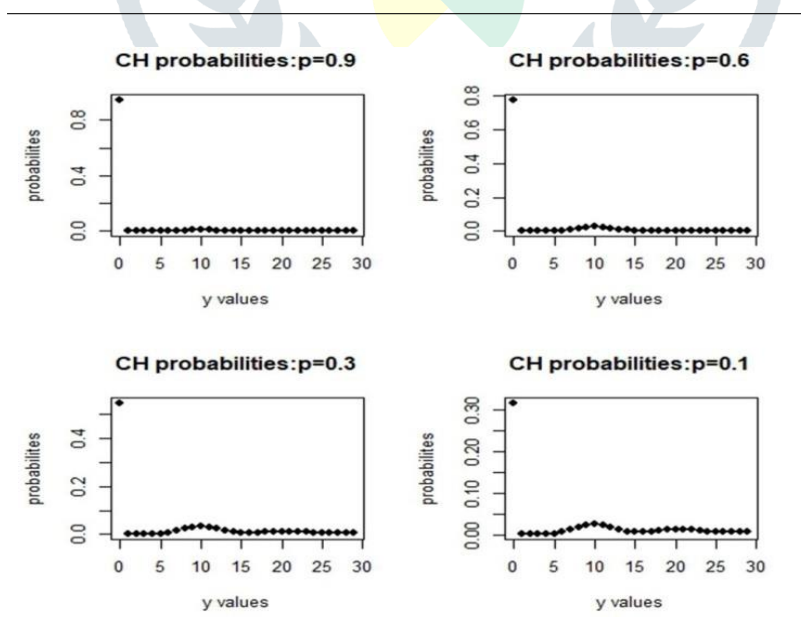 CH probabilities:p=0.9
probabilites
0.8
0.4
0.0
0 5 10 15 20 25 30
y values
CH probabilities:p=0.6
probabilites
0.8
0.6
0.4
0.2
0.0
0 5 10 15 20 25 30
y values
CH probabilities:p=0.3
probabilites
0.4
0.2
0.0
0 5 10 15 20 25 30
y values
CH probabilities:p=0.1
probabilites
0.30
0.20
0.10
0.00
0 5 10 15 20 25 30
y values